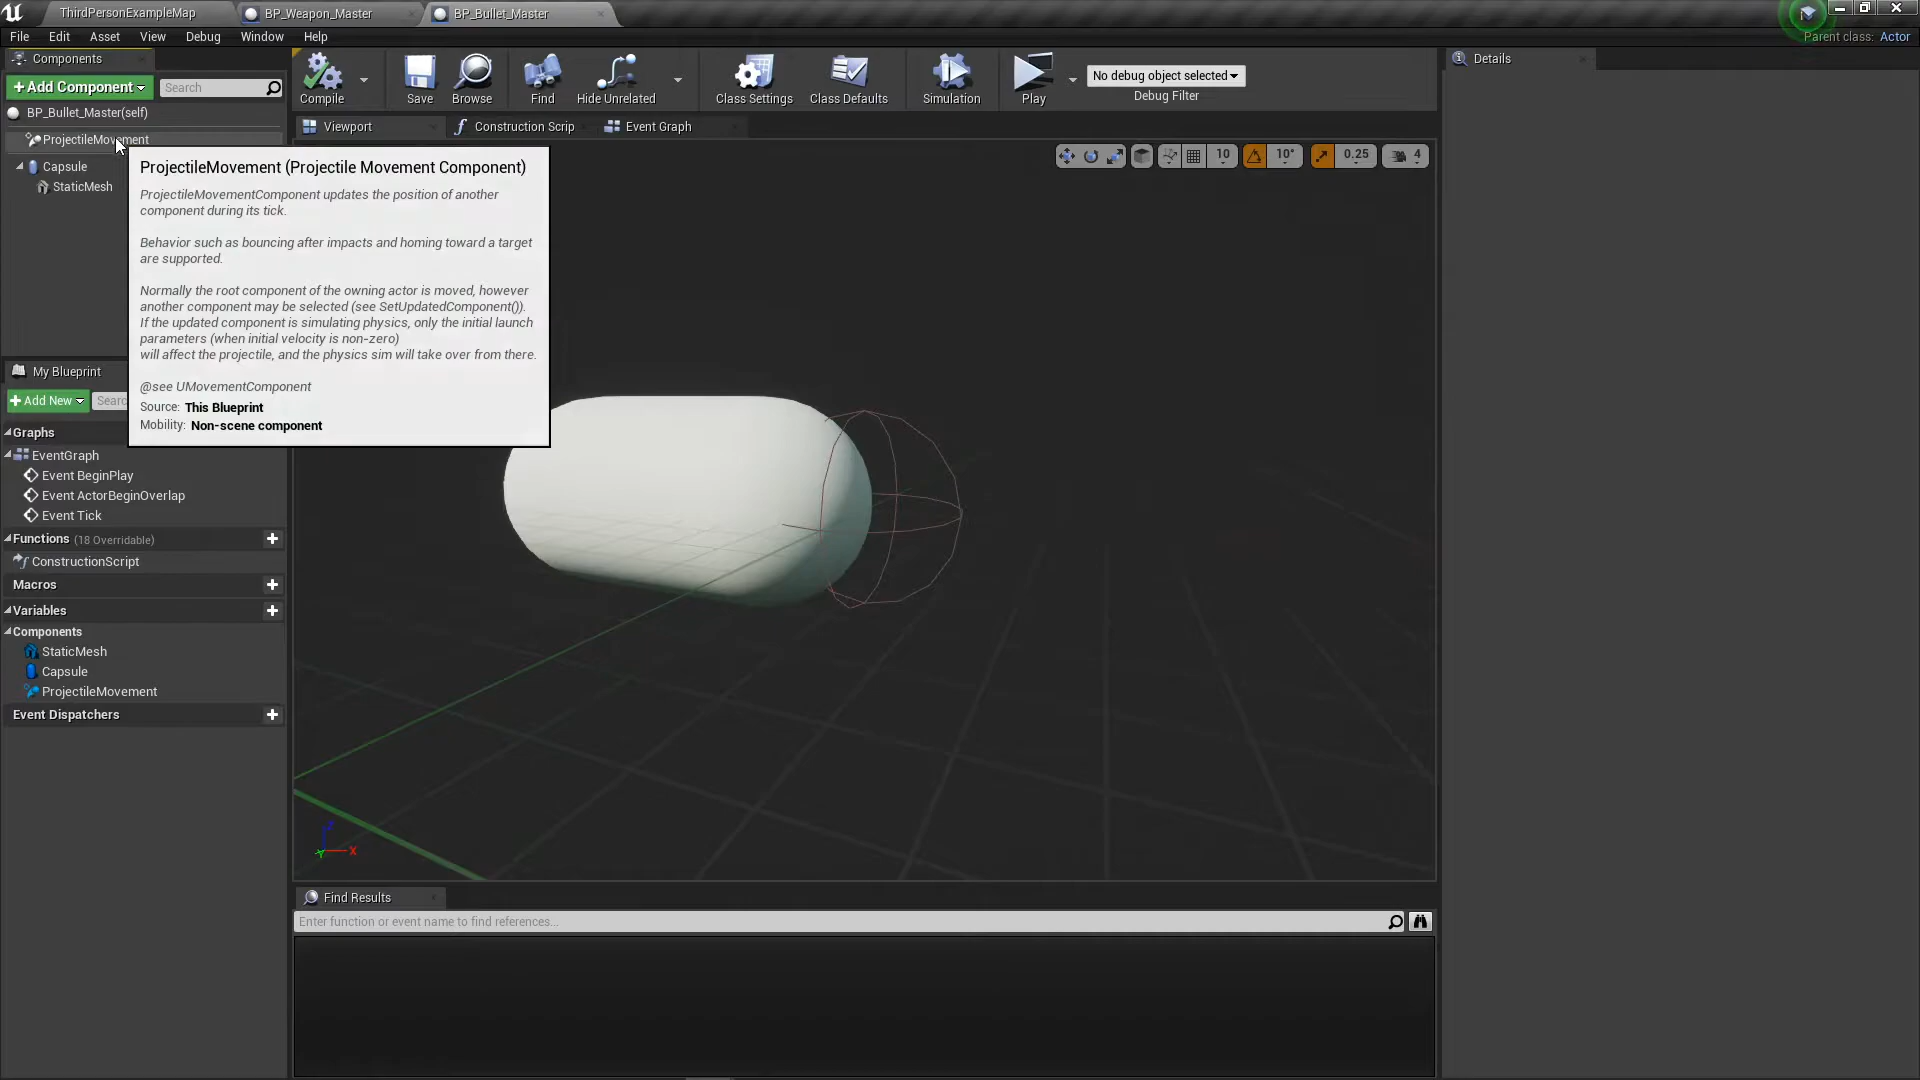 ThirdPersonExampleMap
BP_Weapon_Master
BP_Bullet_Master
File
Edit
Asset
View
Debug
Window
Help
Parent class: Actor
Components
+Add Component
Search
BP_Bullet_Master(self)
ProjectileMovement
Capsule
StaticMesh
Compile
Save
Browse
Find
Hide Unrelated
Class Settings
Class Defaults
Simulation
Play
No debug object selected
Debug Filter
Details
Viewport
Construction Scrip
Event Graph
10
10°
0.25
4
ProjectileMovement (Projectile Movement Component)
ProjectileMovementComponent updates the position of another
component during its tick.
Behavior such as bouncing after impacts and homing toward a target
are supported.
Normally the root component of the owning actor is moved, however
another component may be selected (see SetUpdatedComponent()).
If the updated component is simulating physics, only the initial launch
parameters (when initial velocity is non-zero)
will affect the projectile, and the physics sim will take over from there.
@see UMovementComponent
Source: This Blueprint
Mobility: Non-scene component
My Blueprint
+Add New
Searc
Graphs
EventGraph
Event BeginPlay
Event ActorBeginOverlap
Event Tick
Functions (18 Overridable)
ConstructionScript
Macros
Variables
Components
StaticMesh
Capsule
ProjectileMovement
Event Dispatchers
Z
X
Y
Find Results
Enter function or event name to find references...